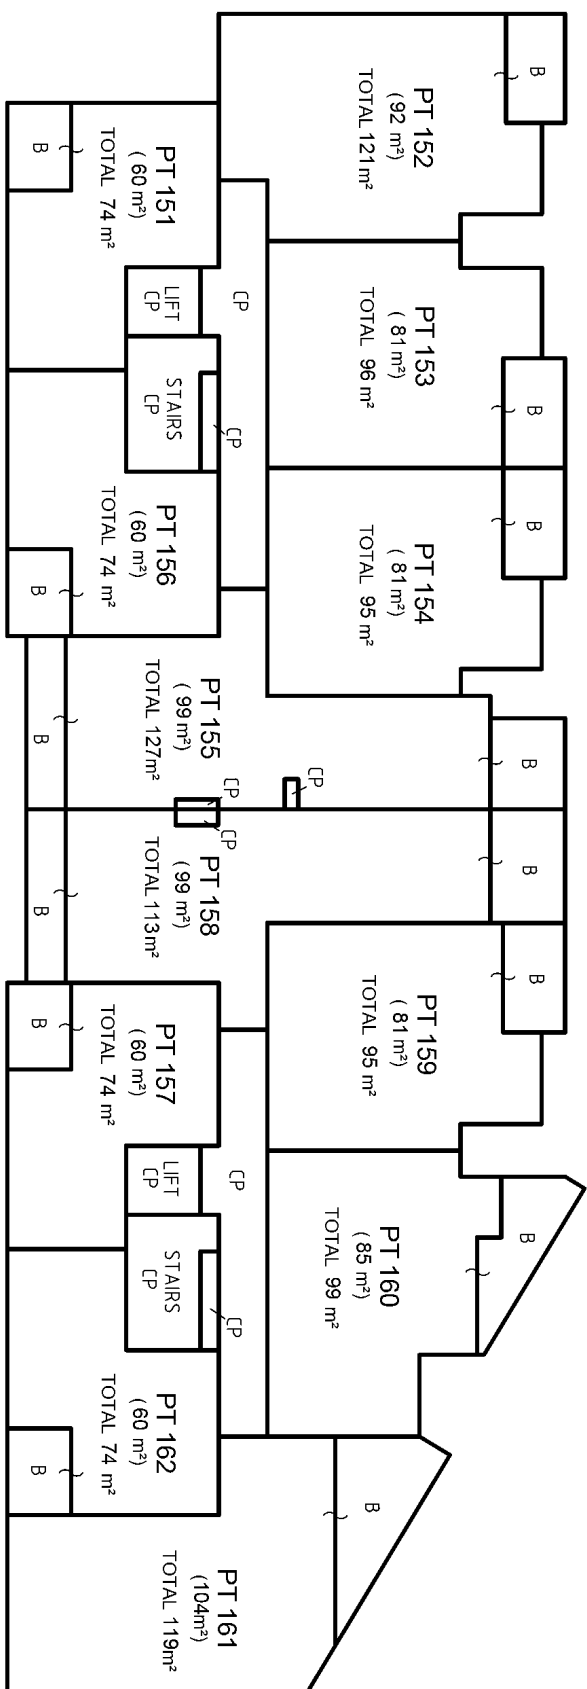 B
PT 152
(92 m²)
TOTAL 121m²
B
PT 151
(60 m²)
TOTAL 74 m²
CP
LIFT
CP
PT 153
(81m²)
TOTAL 96 m²
B
STAIRS
CP
CP
PT 156
(60 m²)
TOTAL 74 m²
B
B
PT 154
(81 m²)
TOTAL 95 m²
PT 155
(99 m²)
TOTAL 127m²
B
B
CP
CP
CP
PT 158
(99 m²)
TOTAL 113m²
B
B
B
PT 159
(81 m²)
TOTAL 95 m²
B
PT 157
(60 m²)
TOTAL 74 m²
CP
LIFT
CP
PT 160
(85 m²)
TOTAL 99 m²
B
STAIRS
CP
CP
PT 162
(60 m²)
TOTAL 74 m²
B
B
PT 161
(104m²)
TOTAL 119m²